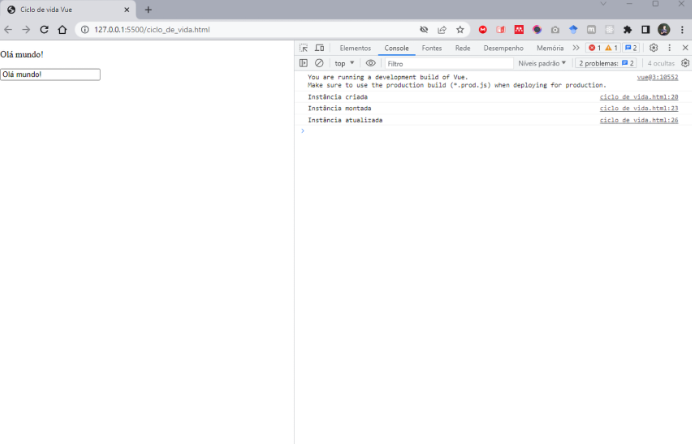 Ciclo de vida Vue
127.0.0.1:5500/ciclo_de_vida.html
Olá mundo!
Olá mundo!
Elementos Console Fontes Rede Desempenho Memória 1 1 2
top Filtro Níveis padrão 2 problemas: 2 4 ocultas
You are running a development build of Vue. vue@3:10552
Make sure to use the production build (*.prod.js) when deploying for production.
Instância criada ciclo_de_vida.html:20
Instância montada ciclo_de_vida.html:23
Instância atualizada ciclo_de_vida.html:26